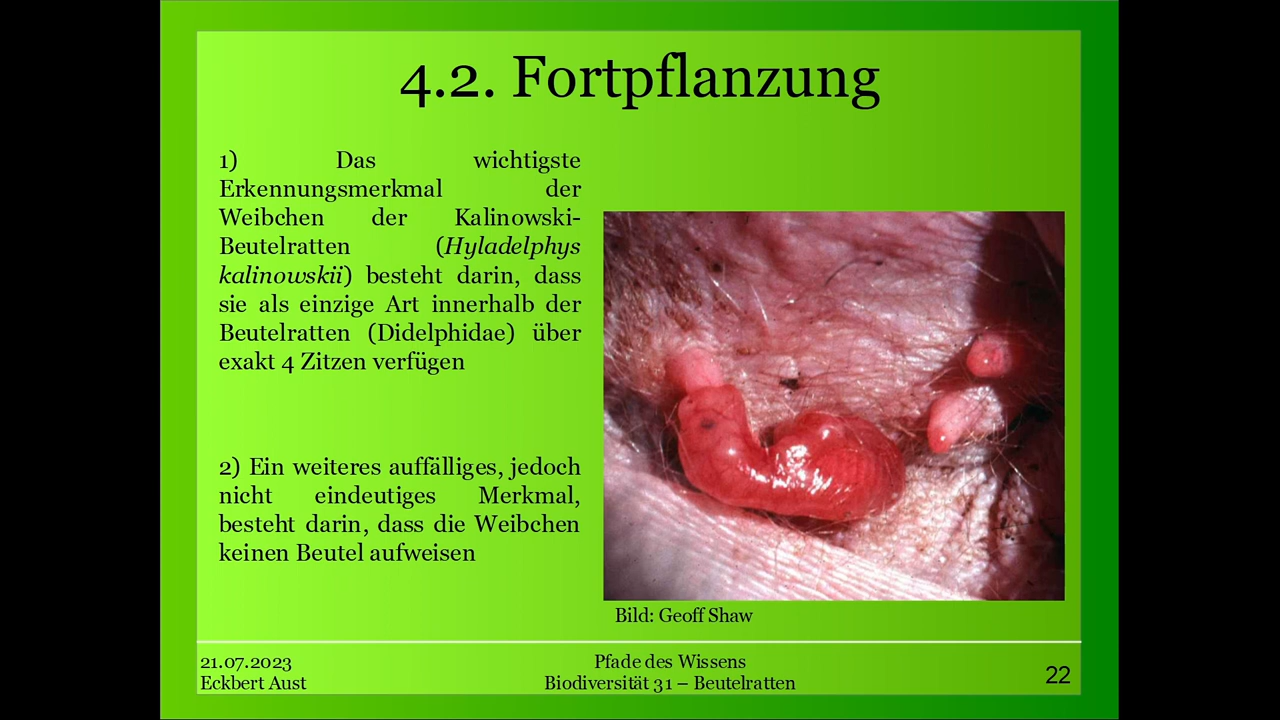 4.2. Fortpflanzung
1) Das wichtigste
Erkennungsmerkmal der
Weibchen der Kalinowski-
Beutelratten (Hyladelphys
kalinowskii) besteht darin, dass
sie als einzige Art innerhalb der
Beutelratten (Didelphidae) über
exakt 4 Zitzen verfügen
2) Ein weiteres auffälliges, jedoch
nicht eindeutiges Merkmal,
besteht darin, dass die Weibchen
keinen Beutel aufweisen
Bild: Geoff Shaw
21.07.2023
Eckbert Aust
Pfade des Wissens
Biodiversität 31 – Beutelratten
22